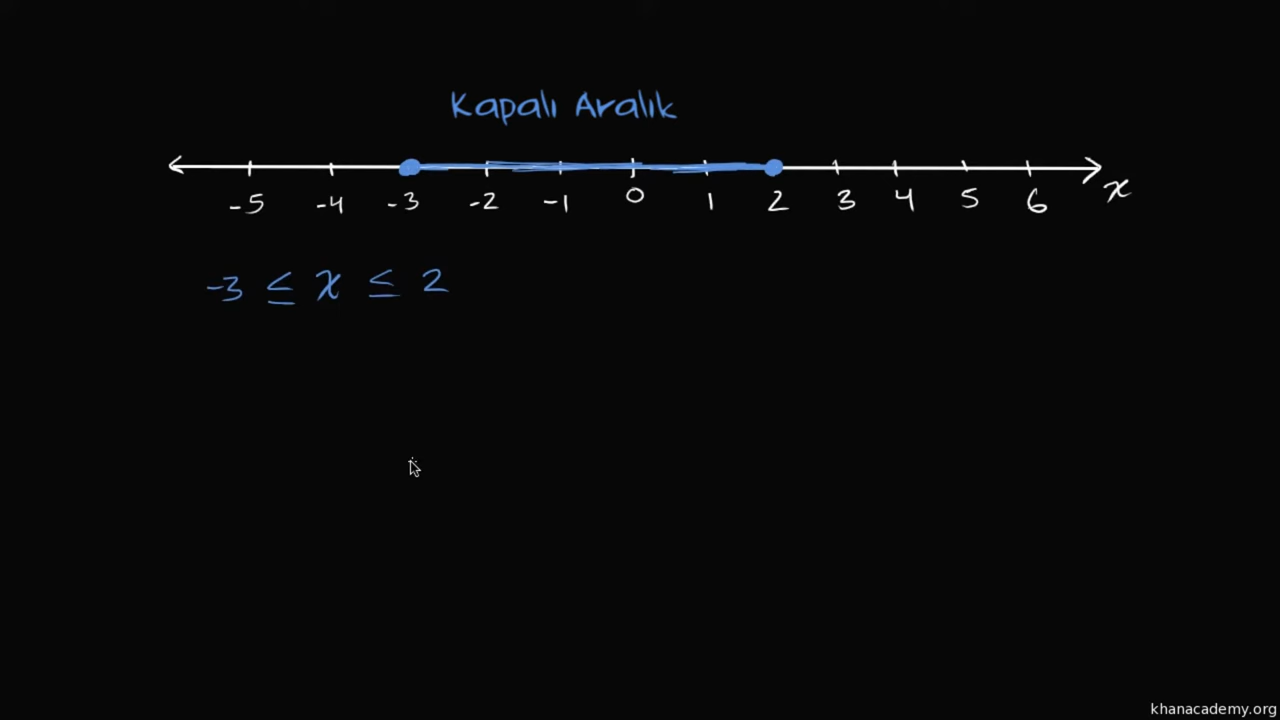 Kapalı Aralık
-5 -4 -3 -2 -1 0 1 2 3 4 5 6 x
-3 ≤ x ≤ 2
khanacademy.org